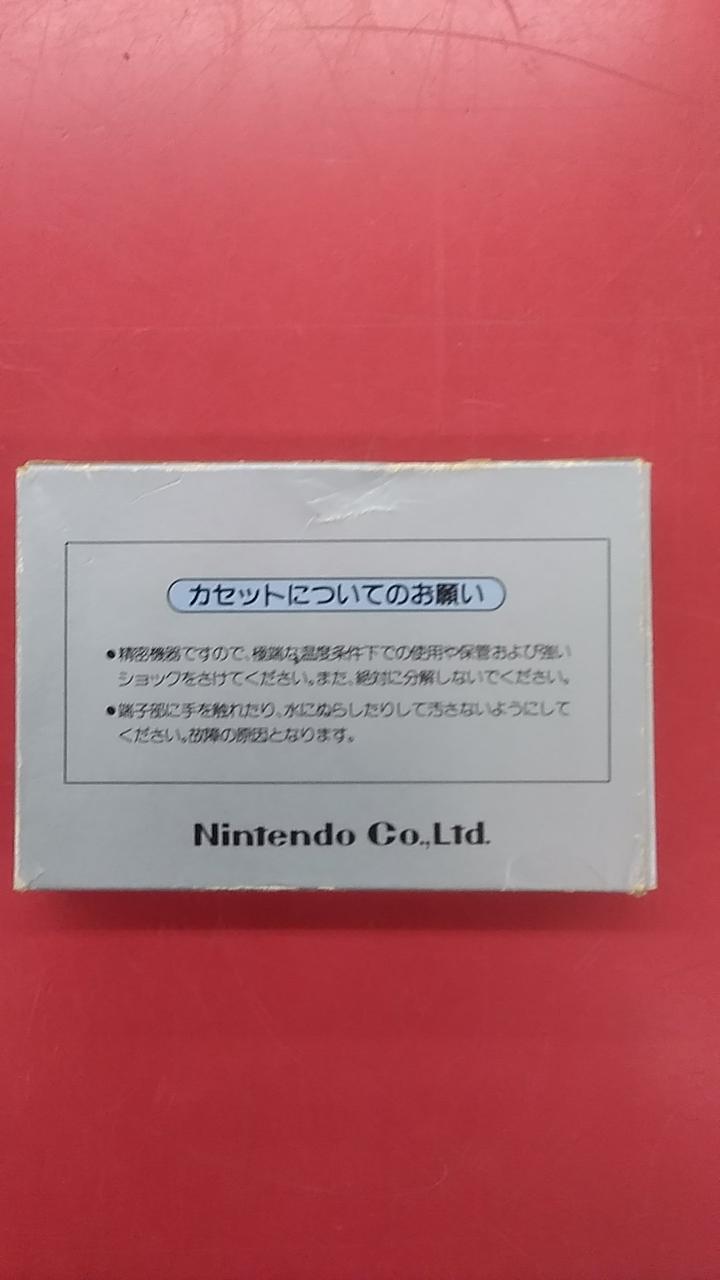 カセットについてのお願い
●精密機器ですので、極端な温度条件下での使用や保管および強い
ショックをさけてください。また、絶対に分解しないでください。
●端子部に手を触れたり、水にぬらしたりして汚さないようにして
ください。故障の原因となります。
Nintendo Co.,Ltd.